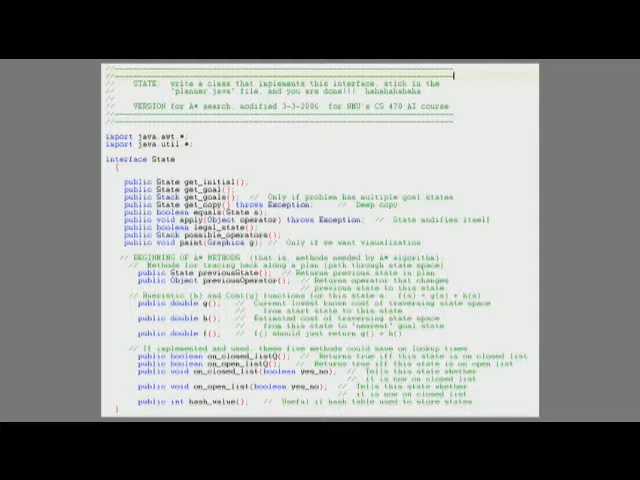 //================================================================
//================================================================
//    STATE:  write a class that implements this interface, stick in the
//            "planner.java" file, and you are done!!!  hahahahahaha
//
//    VERSION for A* search, modified 3-3-2006  for NMU's CS 470 AI course
//================================================================
//================================================================
import java.awt.*;
import java.util.*;
interface State
{
public State get_initial();
public State get_goal();
public Stack get_goals();  // Only if problem has multiple goal states
public State get_copy() throws Exception;  // Deep copy
public boolean equals(State s);
public void apply(Object operator) throws Exception;  // State modifies itself
public boolean legal_state();
public Stack possible_operators();
public void paint(Graphics g);  // Only if we want visualization
// BEGINNING OF A* METHODS  (that is, methods needed by A* algorithm)
// Methods for tracing back along a plan (path through state space)
public State previousState();  // Returns previous state in plan
public Object previousOperator();  // Returns operator that changes
// previous state to this state
// Hueristic (h) and Cost(g) functions for this state s   f(s) = g(s) + h(s)
public double g();  // Current lowest known cost of traversing state space
// from start state to this state
public double h();  // Estimated cost of traversing state space
// from this state to "nearest" goal state
public double f();  // f() should just return g() + h()
// If implemented and used, these five methods could save on lookup times
public boolean on_closed_listQ();  // Returns true iff this state is on closed list
public boolean on_open_listQ();  // Returns true iff this state is on open list
public void on_closed_list(boolean yes_no);  // Tells this state whether
// it is now on closed list
public void on_open_list(boolean yes_no);  // Tells this state whether
// it is now on closed list
public int hash_value();  // Useful if hash table used to store states
}